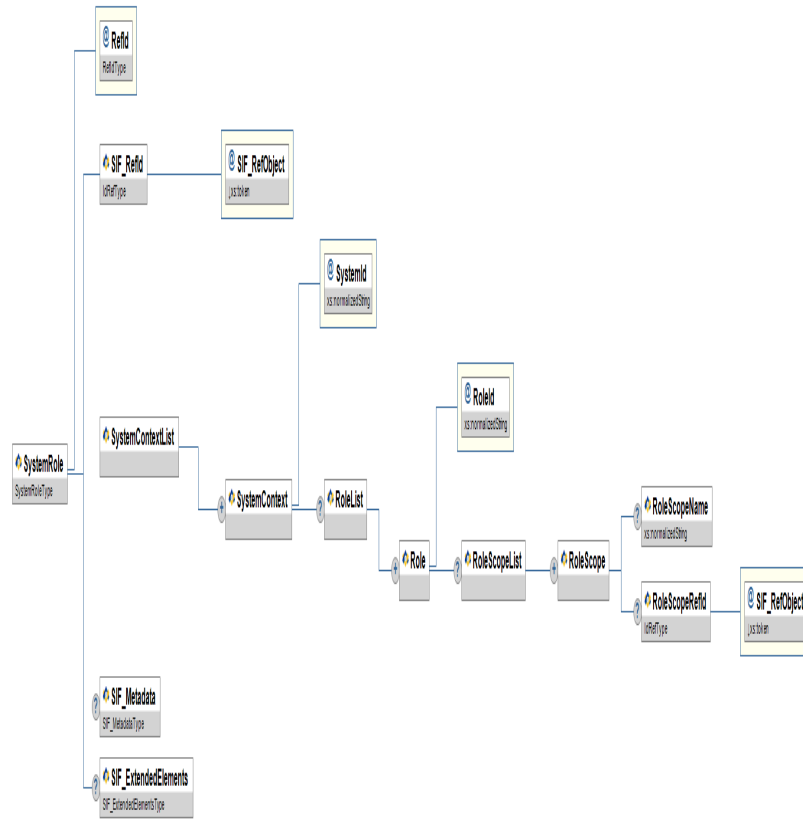 @ RefId
RefIdType
SIF_RefId
IdRefType
@ SIF_RefObject
xs:token
@ SystemId
xs:normalizedString
@ RoleId
xs:normalizedString
SystemContextList
SystemRole
SystemRoleType
+ SystemContext
? RoleList
+ Role
? RoleScopeList
+ RoleScope
? RoleScopeName
xs:normalizedString
? RoleScopeRefId
IdRefType
@ SIF_RefObject
xs:token
? SIF_Metadata
SIF_MetadataType
? SIF_ExtendedElements
SIF_ExtendedElementsType